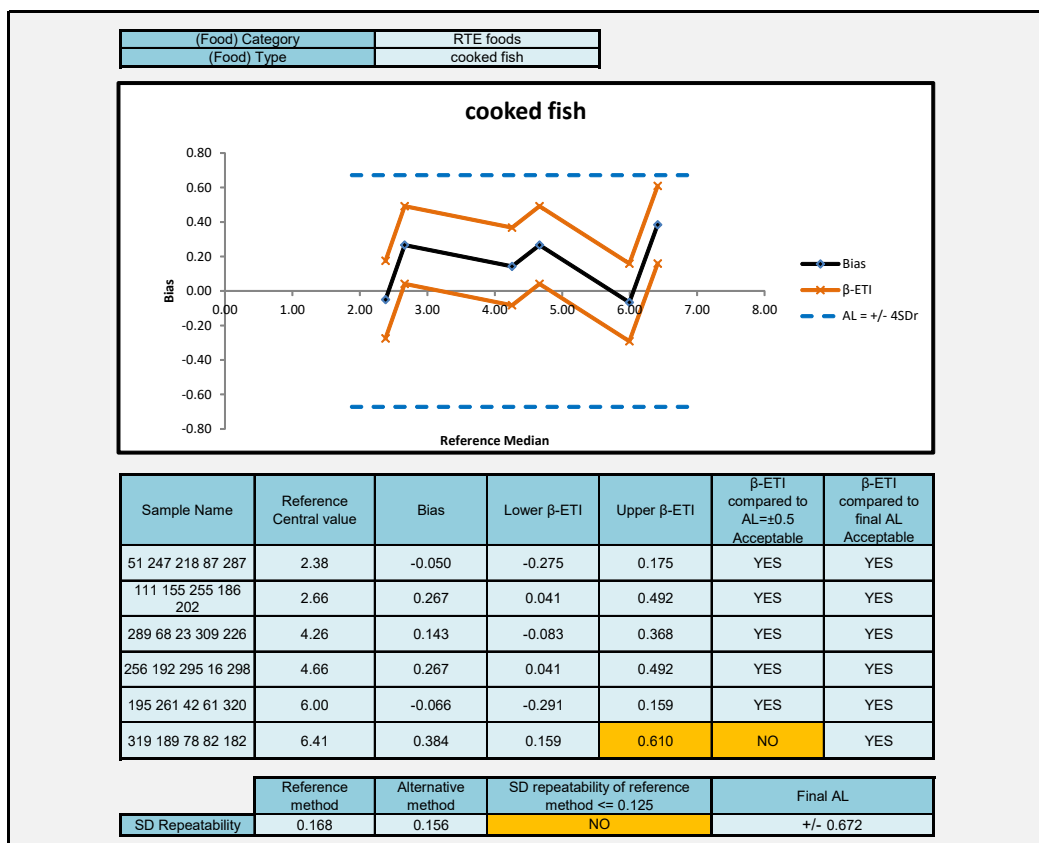 (Food) Category RTE foods
(Food) Type cooked fish
cooked fish
0.80
0.60
0.40
0.20
0.00
-0.20
-0.40
-0.60
-0.80
0.00 1.00 2.00 3.00 4.00 5.00 6.00 7.00 8.00
Bias
Reference Median
Bias
β-ETI
AL = +/- 4SDr
Sample Name Reference Central value Bias Lower β-ETI Upper β-ETI β-ETI compared to AL=±0.5 Acceptable β-ETI compared to final AL Acceptable
51 247 218 87 287 2.38 -0.050 -0.275 0.175 YES YES
111 155 255 186 202 2.66 0.267 0.041 0.492 YES YES
289 68 23 309 226 4.26 0.143 -0.083 0.368 YES YES
256 192 295 16 298 4.66 0.267 0.041 0.492 YES YES
195 261 42 61 320 6.00 -0.066 -0.291 0.159 YES YES
319 189 78 82 182 6.41 0.384 0.159 0.610 NO YES
Reference method Alternative method SD repeatability of reference method <= 0.125 Final AL
SD Repeatability 0.168 0.156 NO +/- 0.672